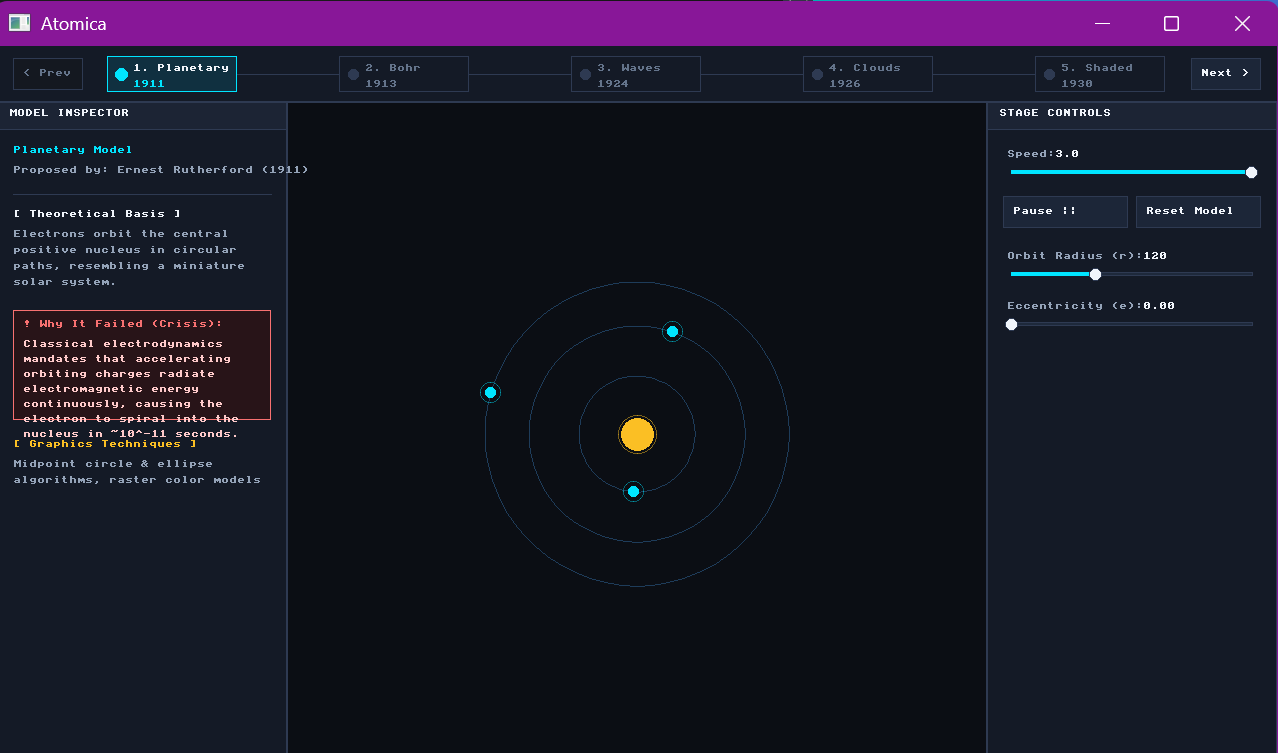 Atomica
< Prev
1. Planetary
1911
2. Bohr
1913
3. Waves
1924
4. Clouds
1926
5. Shaded
1930
Next >
MODEL INSPECTOR
Planetary Model
Proposed by: Ernest Rutherford (1911)
[ Theoretical Basis ]
Electrons orbit the central
positive nucleus in circular
paths, resembling a miniature
solar system.
! Why It Failed (Crisis):
Classical electrodynamics
mandates that accelerating
orbiting charges radiate
electromagnetic energy
continuously, causing the
electron to spiral into the
nucleus in ~10^-11 seconds.
[ Graphics Techniques ]
Midpoint circle & ellipse
algorithms, raster color models
STAGE CONTROLS
Speed:3.0
Pause ||
Reset Model
Orbit Radius (r):120
Eccentricity (e):0.00